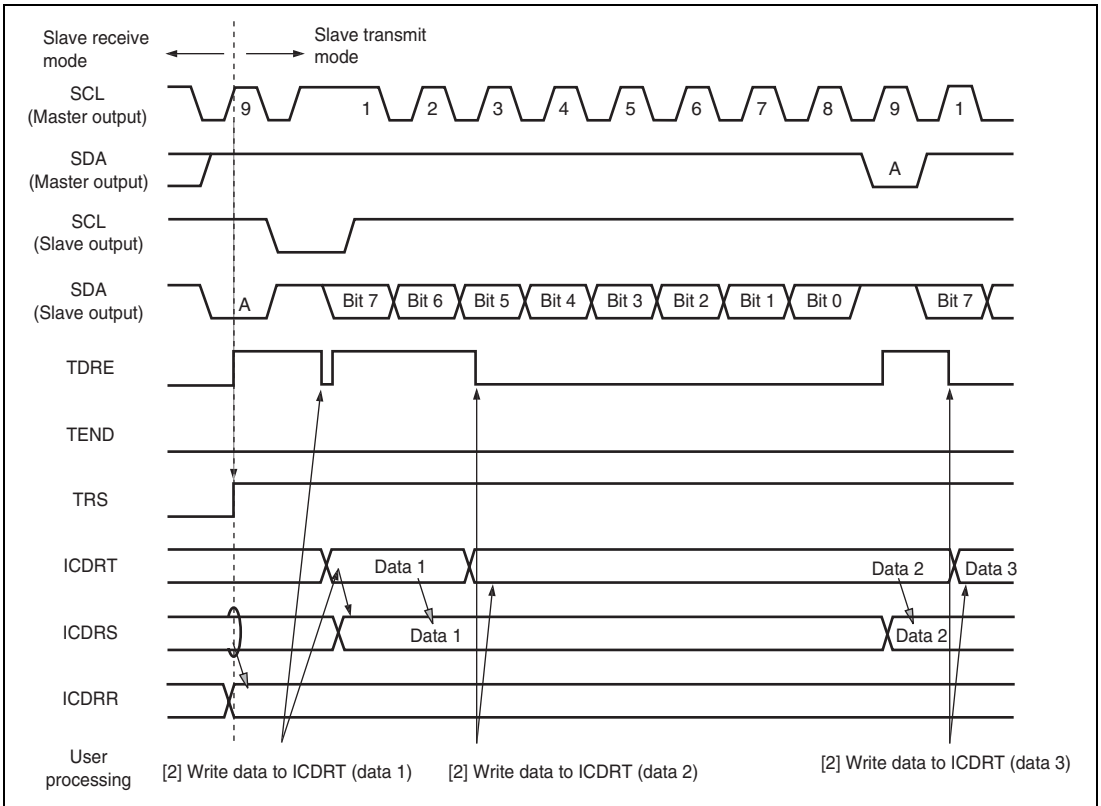 Slave receive
mode
Slave transmit
mode
SCL
(Master output)
9 1 2 3 4 5 6 7 8 9 1
SDA
(Master output)
A
SCL
(Slave output)
SDA
(Slave output)
A Bit 7 Bit 6 Bit 5 Bit 4 Bit 3 Bit 2 Bit 1 Bit 0 Bit 7
TDRE
TEND
TRS
ICDRT
Data 1 Data 2 Data 3
ICDRS
Data 1 Data 2
ICDRR
User
processing
[2] Write data to ICDRT (data 1) [2] Write data to ICDRT (data 2) [2] Write data to ICDRT (data 3)